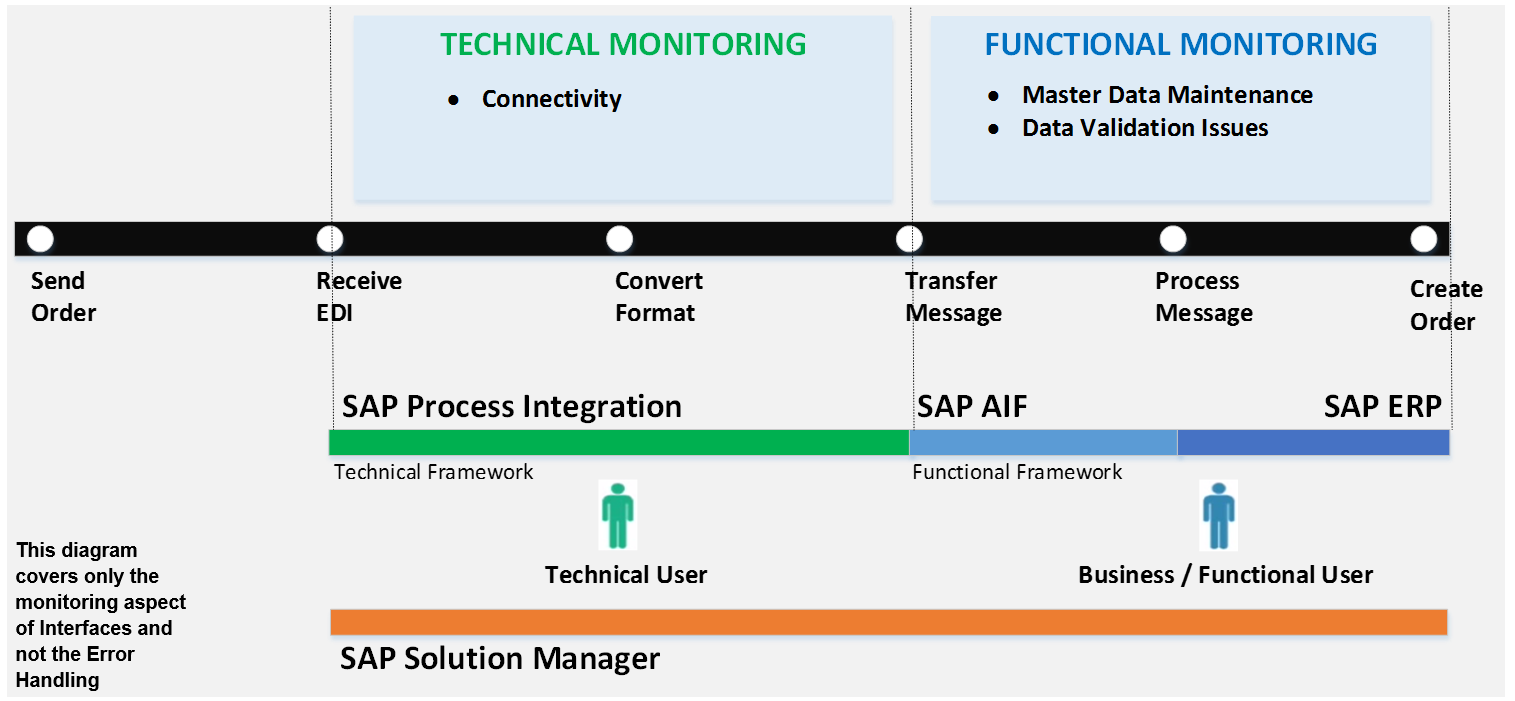 TECHNICAL MONITORING
• Connectivity
FUNCTIONAL MONITORING
• Master Data Maintenance
• Data Validation Issues
Send
Order
Receive
EDI
Convert
Format
Transfer
Message
Process
Message
Create
Order
SAP Process Integration
SAP AIF
SAP ERP
Technical Framework
Functional Framework
Technical User
Business / Functional User
This diagram
covers only the
monitoring aspect
of Interfaces and
not the Error
Handling
SAP Solution Manager